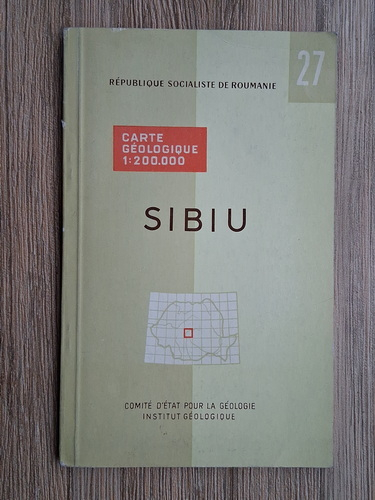 27
RÉPUBLIQUE SOCIALISTE DE ROUMANIE
CARTE
GÉOLOGIQUE
1:200.000
SIBIU
COMITÉ D'ÉTAT POUR LA GÉOLOGIE
INSTITUT GÉOLOGIQUE